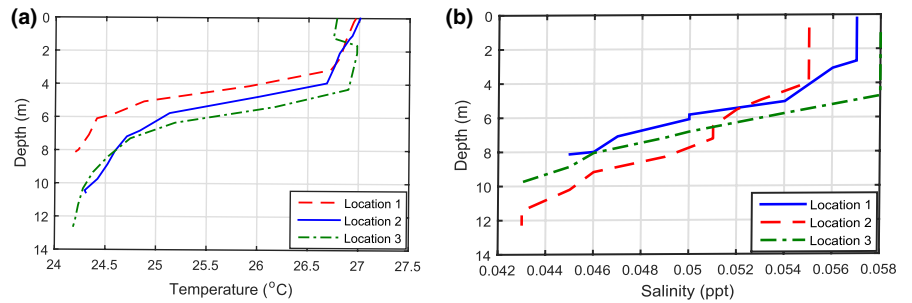 (a)
0
2
4
6
8
10
12
14
Depth (m)
24
24.5
25
25.5
26
26.5
27
27.5
Temperature (°C)
Location 1
Location 2
Location 3
(b)
0
2
4
6
8
10
12
14
Depth (m)
0.042
0.044
0.046
0.048
0.05
0.052
0.054
0.056
0.058
Salinity (ppt)
Location 1
Location 2
Location 3